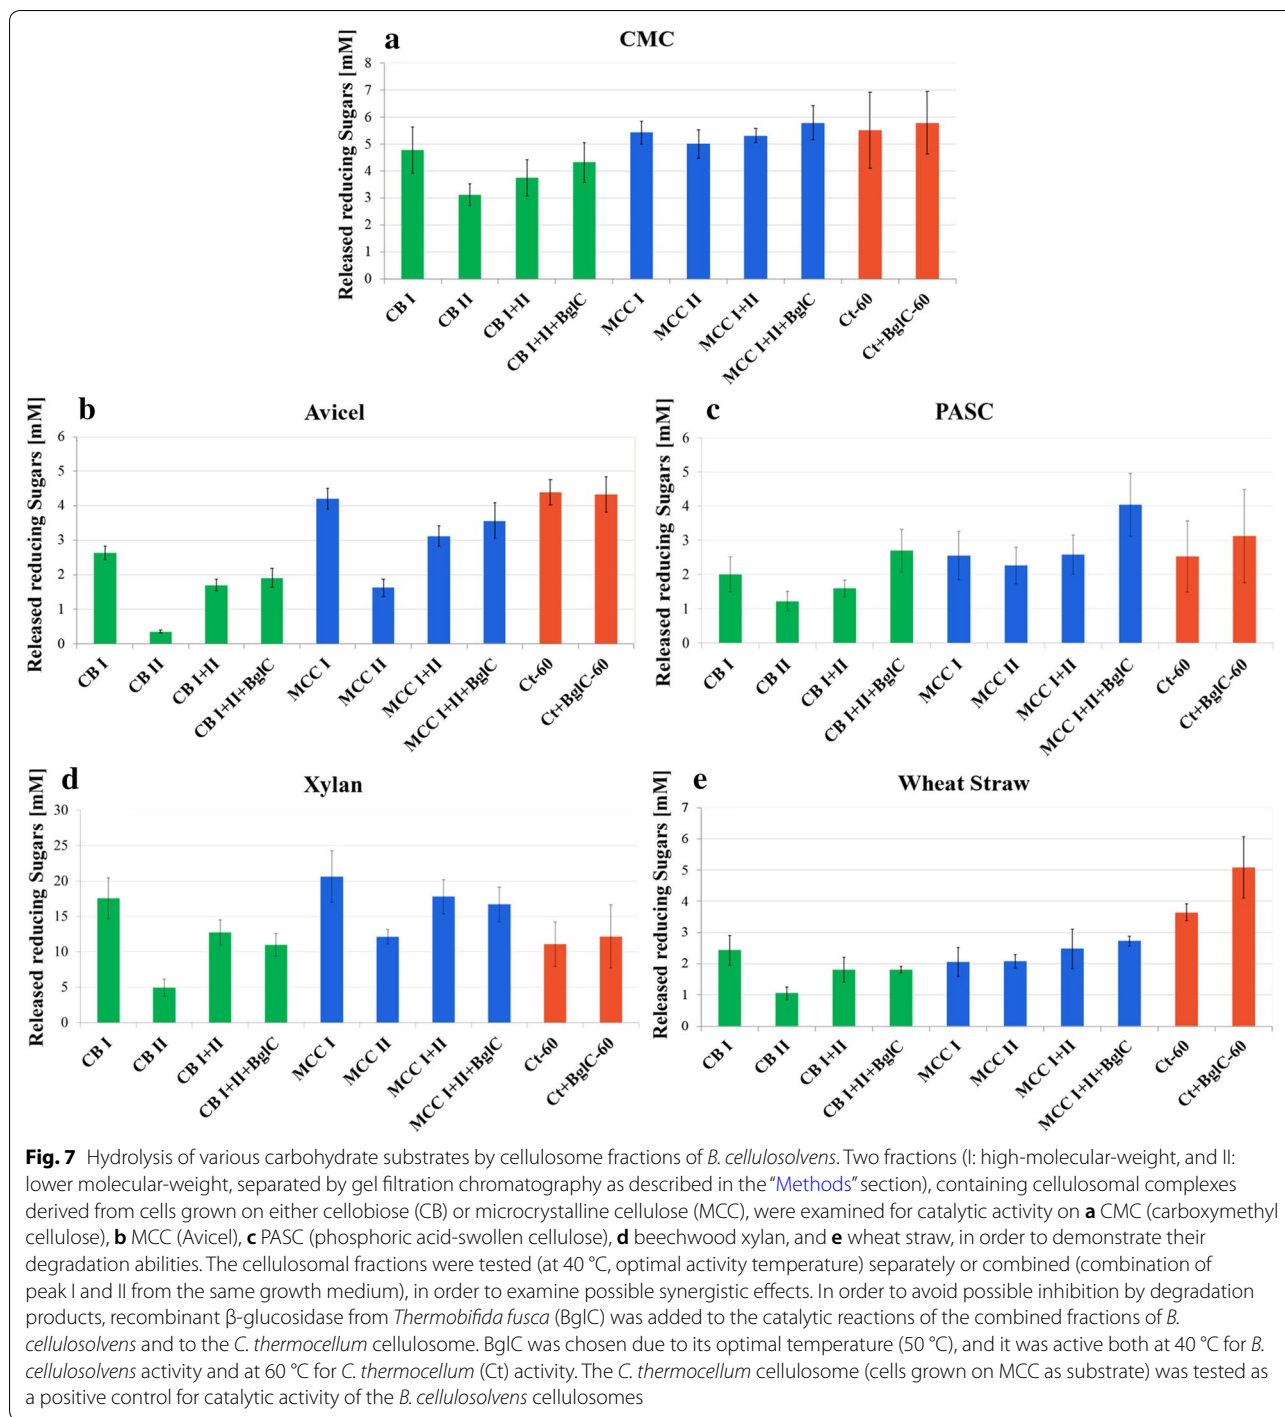 a
CMC
Released reducing Sugars [mM]
8
7
6
5
4
3
2
1
0
CB I
CB II
CB I+II
CB I+II+BglC
MCC I
MCC II
MCC I+II
MCC I+II+BglC
Ct-60
Ct+BglC-60
b
Avicel
Released reducing Sugars [mM]
6
5
4
3
2
1
0
CB I
CB II
CB I+II
CB I+II+BglC
MCC I
MCC II
MCC I+II
MCC I+II+BglC
Ct-60
Ct+BglC-60
c
PASC
Released reducing Sugars [mM]
6
5
4
3
2
1
0
CB I
CB II
CB I+II
CB I+II+BglC
MCC I
MCC II
MCC I+II
MCC I+II+BglC
Ct-60
Ct+BglC-60
d
Xylan
Released reducing Sugars [mM]
30
25
20
15
10
5
0
CB I
CB II
CB I+II
CB I+II+BglC
MCC I
MCC II
MCC I+II
MCC I+II+BglC
Ct-60
Ct+BglC-60
e
Wheat Straw
Released reducing Sugars [mM]
7
6
5
4
3
2
1
0
CB I
CB II
CB I+II
CB I+II+BglC
MCC I
MCC II
MCC I+II
MCC I+II+BglC
Ct-60
Ct+BglC-60
Fig. 7 Hydrolysis of various carbohydrate substrates by cellulosome fractions of B. cellulosolvens. Two fractions (I: high-molecular-weight, and II:
lower molecular-weight, separated by gel filtration chromatography as described in the “Methods” section), containing cellulosomal complexes
derived from cells grown on either cellobiose (CB) or microcrystalline cellulose (MCC), were examined for catalytic activity on a CMC (carboxymethyl
cellulose), b MCC (Avicel), c PASC (phosphoric acid-swollen cellulose), d beechwood xylan, and e wheat straw, in order to demonstrate their
degradation abilities. The cellulosomal fractions were tested (at 40 °C, optimal activity temperature) separately or combined (combination of
peak I and II from the same growth medium), in order to examine possible synergistic effects. In order to avoid possible inhibition by degradation
products, recombinant β-glucosidase from Thermobifida fusca (BglC) was added to the catalytic reactions of the combined fractions of B.
cellulosolvens and to the C. thermocellum cellulosome. BglC was chosen due to its optimal temperature (50 °C), and it was active both at 40 °C for B.
cellulosolvens activity and at 60 °C for C. thermocellum (Ct) activity. The C. thermocellum cellulosome (cells grown on MCC as substrate) was tested as
a positive control for catalytic activity of the B. cellulosolvens cellulosomes